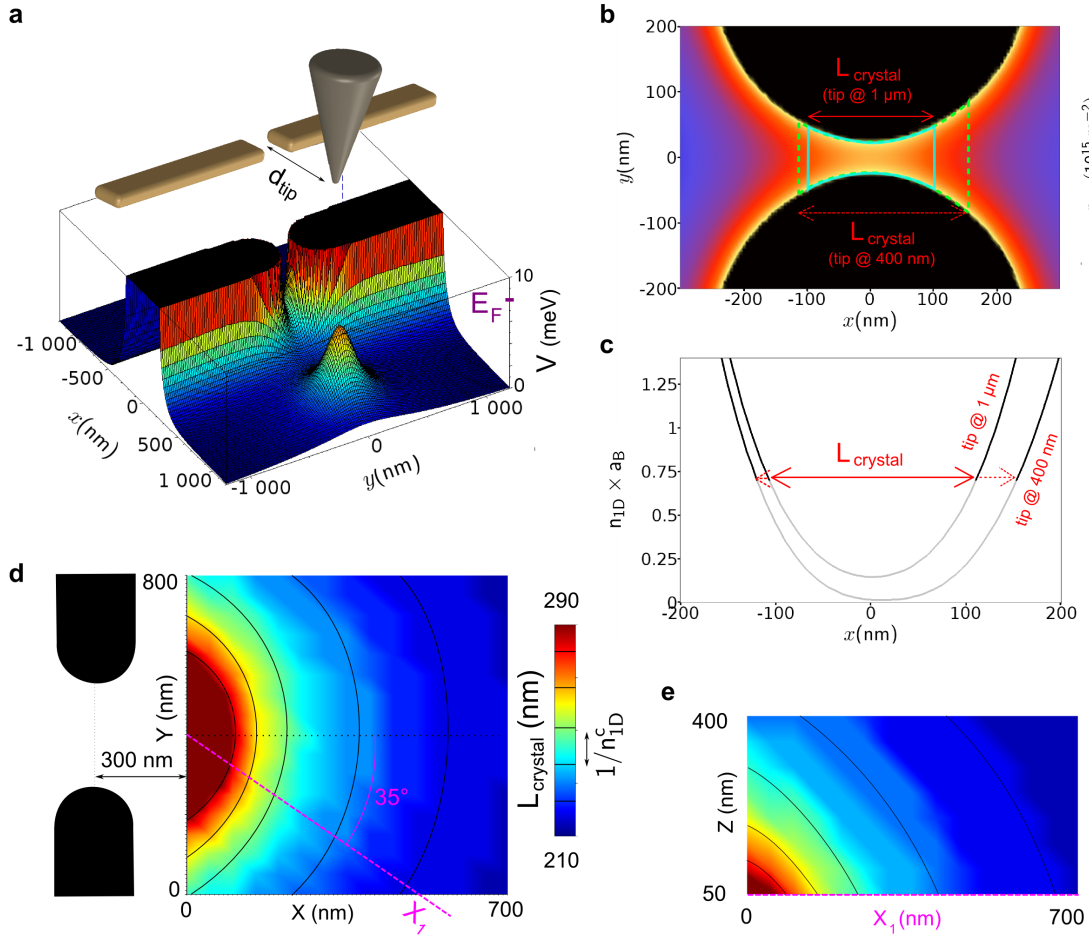 a
d_tip
10
E_F
V (meV)
0
-1 000
-500
0
500
1 000
x(nm)
-1 000
0
1 000
y(nm)
b
200
100
0
-100
-200
y(nm)
L crystal
(tip @ 1 µm)
L crystal
(tip @ 400 nm)
-200
-100
0
100
200
x(nm)
c
1.25
1
0.75
0.5
0.25
0
n_1D × a_B
L crystal
tip @ 1 µm
tip @ 400 nm
-200
-100
0
100
200
x(nm)
d
300 nm
800
Y (nm)
0
35°
0
X (nm)
X_1
700
290
L_crystal (nm)
1/n^c_1D
210
e
400
Z (nm)
50
0
X_1(nm)
700